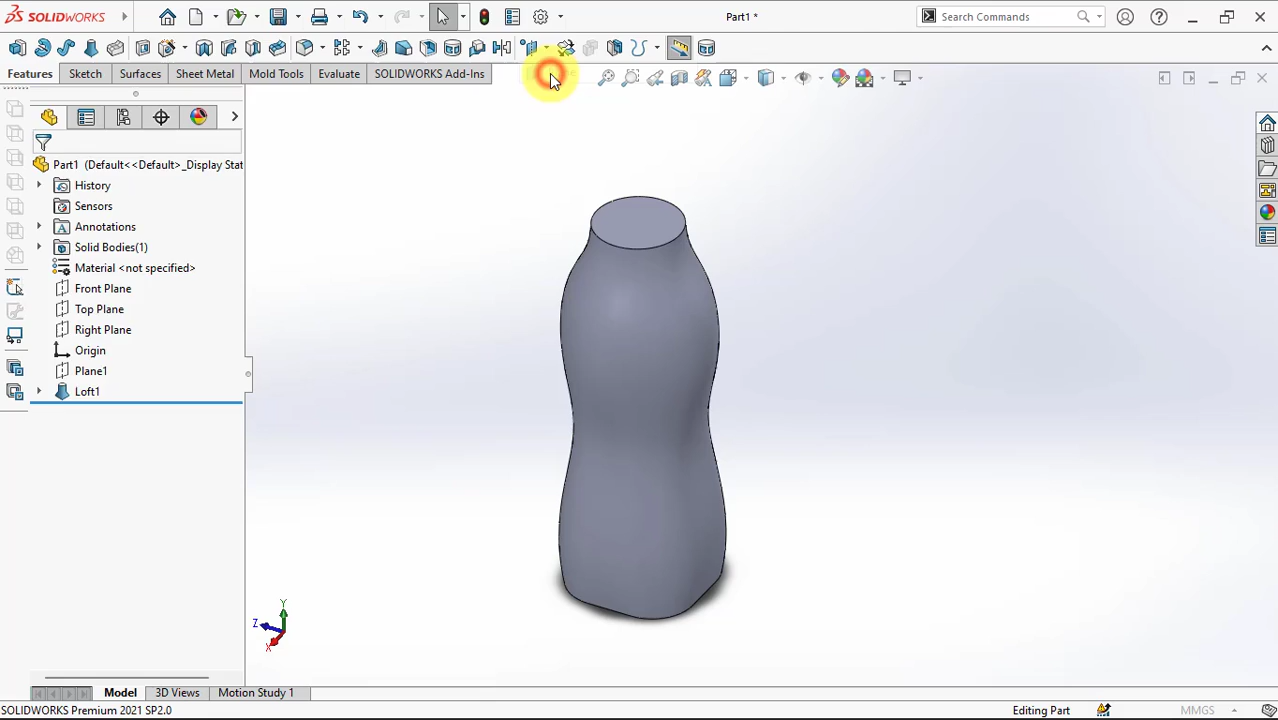 SOLIDWORKS
Part1 *
Search Commands
Features
Sketch
Surfaces
Sheet Metal
Mold Tools
Evaluate
SOLIDWORKS Add-Ins
Part1 (Default<<Default>_Display Stat
History
Sensors
Annotations
Solid Bodies(1)
Material <not specified>
Front Plane
Top Plane
Right Plane
Origin
Plane1
Loft1
Y
Z
X
Model
3D Views
Motion Study 1
SOLIDWORKS Premium 2021 SP2.0
Editing Part
MMGS